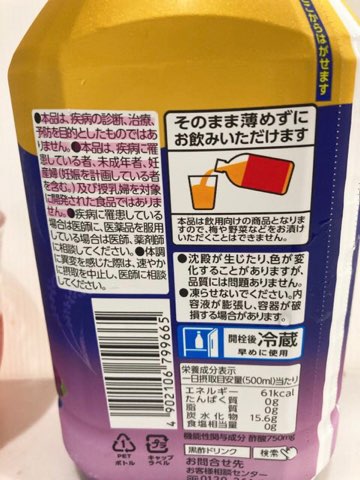 こからはがせます
●本品は、疾病の診断、治療、
予防を目的としたものではあ
りません。●本品は、疾病に罹患
している者、未成年者、妊
産婦(妊娠を計画している者
を含む。)及び授乳婦を対象
に開発された食品ではありま
せん。●疾病に罹患している
場合は医師に、医薬品を服用
している場合は医師、薬剤師
に相談してください。●体調
に異変を感じた際は、速やか
に摂取を中止し、医師に相談
してください。
そのまま薄めずに
お飲みいただけます
本品は飲用向けの商品となりま
すので、梅や野菜などをお漬け
いただくことはできません。
●沈殿が生じたり、色が変
化することがありますが、
品質には問題ありません。
●凍らせないでください。内
容液が膨張し、容器が破
損する場合があります。
開栓後 冷蔵
早めに使用
栄養成分表示
一日摂取目安量(500ml)当たり
エネルギー 61kcal
たんぱく質 0g
脂質 0g
炭水化物 15.6g
食塩相当量 0g
機能性関与成分 酢酸750mg
黒酢ドリンク 検索
お問合せ先
お客様相談センター
4902106799665
1
PET
PET
ボトル
キャップ
ラベル